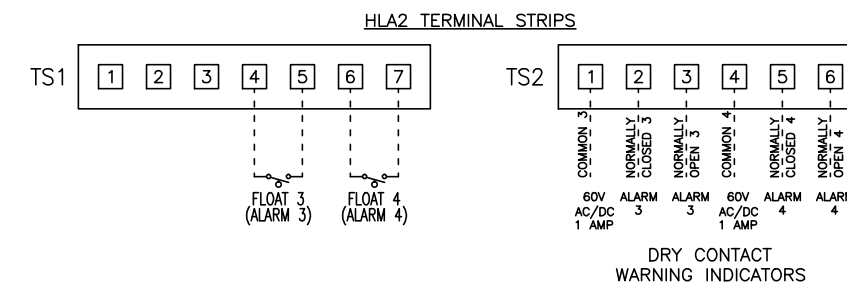 HLA2 TERMINAL STRIPS
TS1 1 2 3 4 5 6 7
FLOAT 3
(ALARM 3)
FLOAT 4
(ALARM 4)
TS2 1 2 3 4 5 6
COMMON 3
NORMALLY
CLOSED 3
NORMALLY
OPEN 3
COMMON 4
NORMALLY
CLOSED 4
NORMALLY
OPEN 4
60V
AC/DC
1 AMP
ALARM
3
ALARM
3
60V
AC/DC
1 AMP
ALARM
4
ALAR
4
DRY CONTACT
WARNING INDICATORS